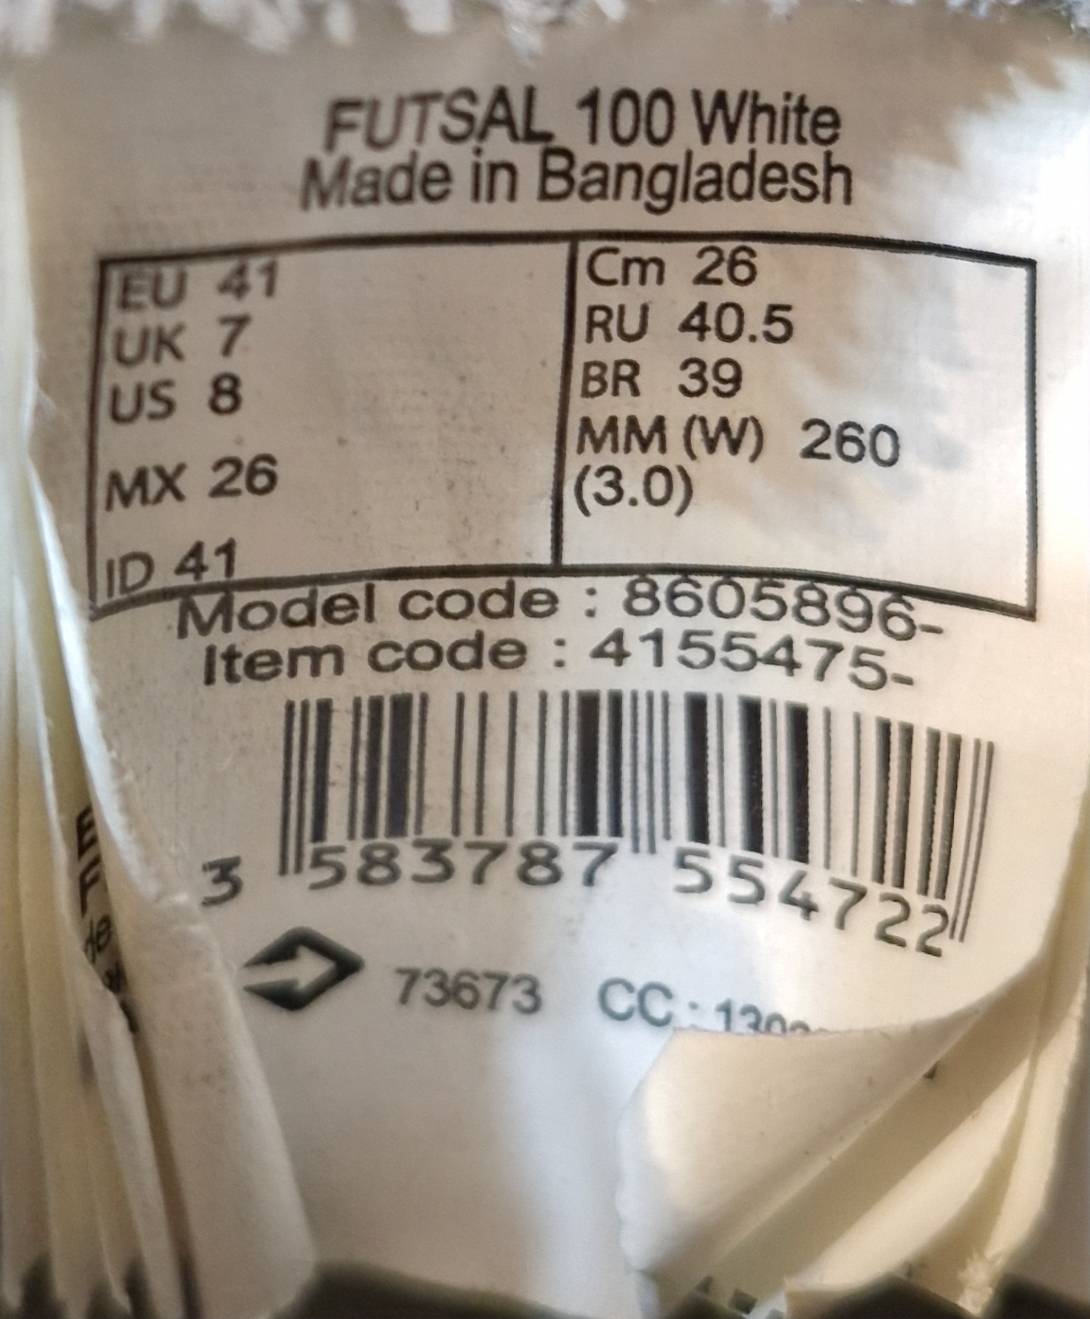 FUTSAL 100 White
Made in Bangladesh
EU 41
UK 7
US 8
MX 26
ID 41
Cm 26
RU 40.5
BR 39
MM (W) 260
(3.0)
Model code : 8605896-
Item code : 4155475-
3 583787 554722
73673 CC :